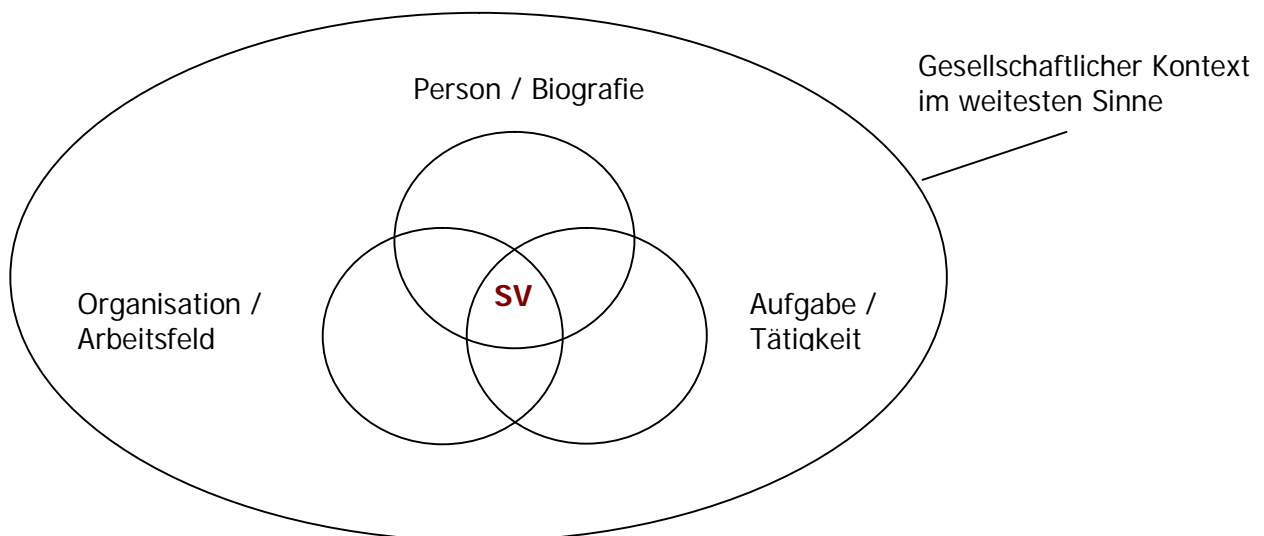 Gesellschaftlicher Kontext
im weitesten Sinne
Person / Biografie
SV
Organisation /
Arbeitsfeld
Aufgabe /
Tätigkeit